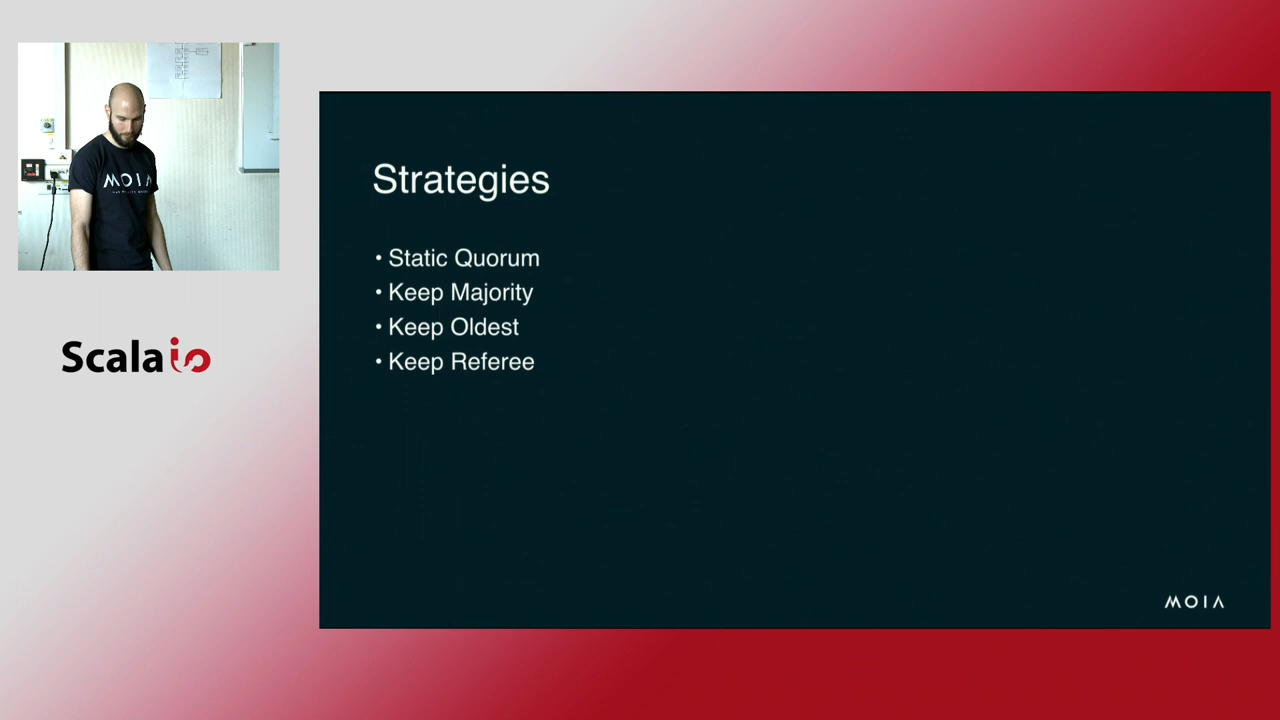 MOIA
Scala io
Strategies
• Static Quorum
• Keep Majority
• Keep Oldest
• Keep Referee
MOIA